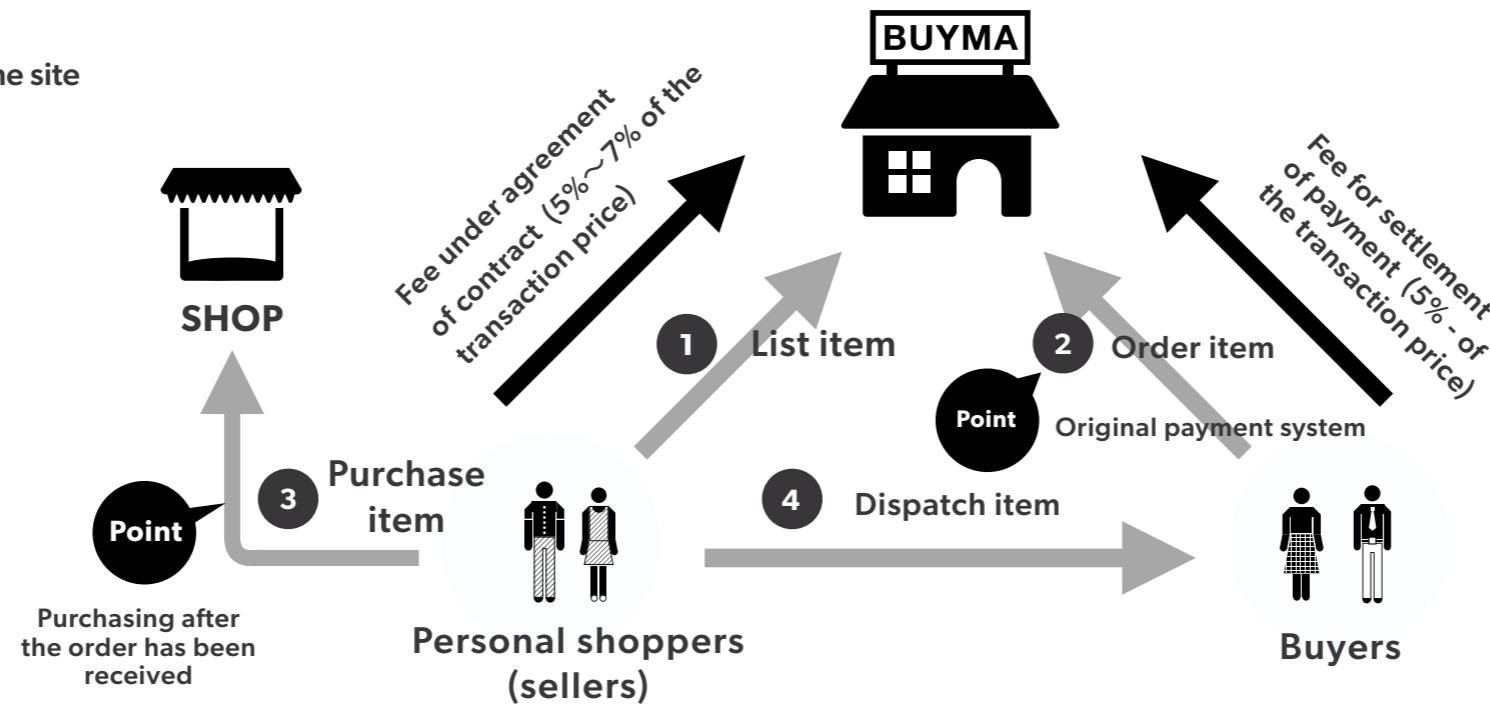 ne site
BUYMA
Fee under agreement
of contract (5%～7% of the
transaction price)
Fee for settlement
of payment (5% - of
the transaction price)
SHOP
1 List item
2 Order item
Point
Original payment system
3 Purchase
item
4 Dispatch item
Point
Purchasing after
the order has been
received
Personal shoppers
(sellers)
Buyers